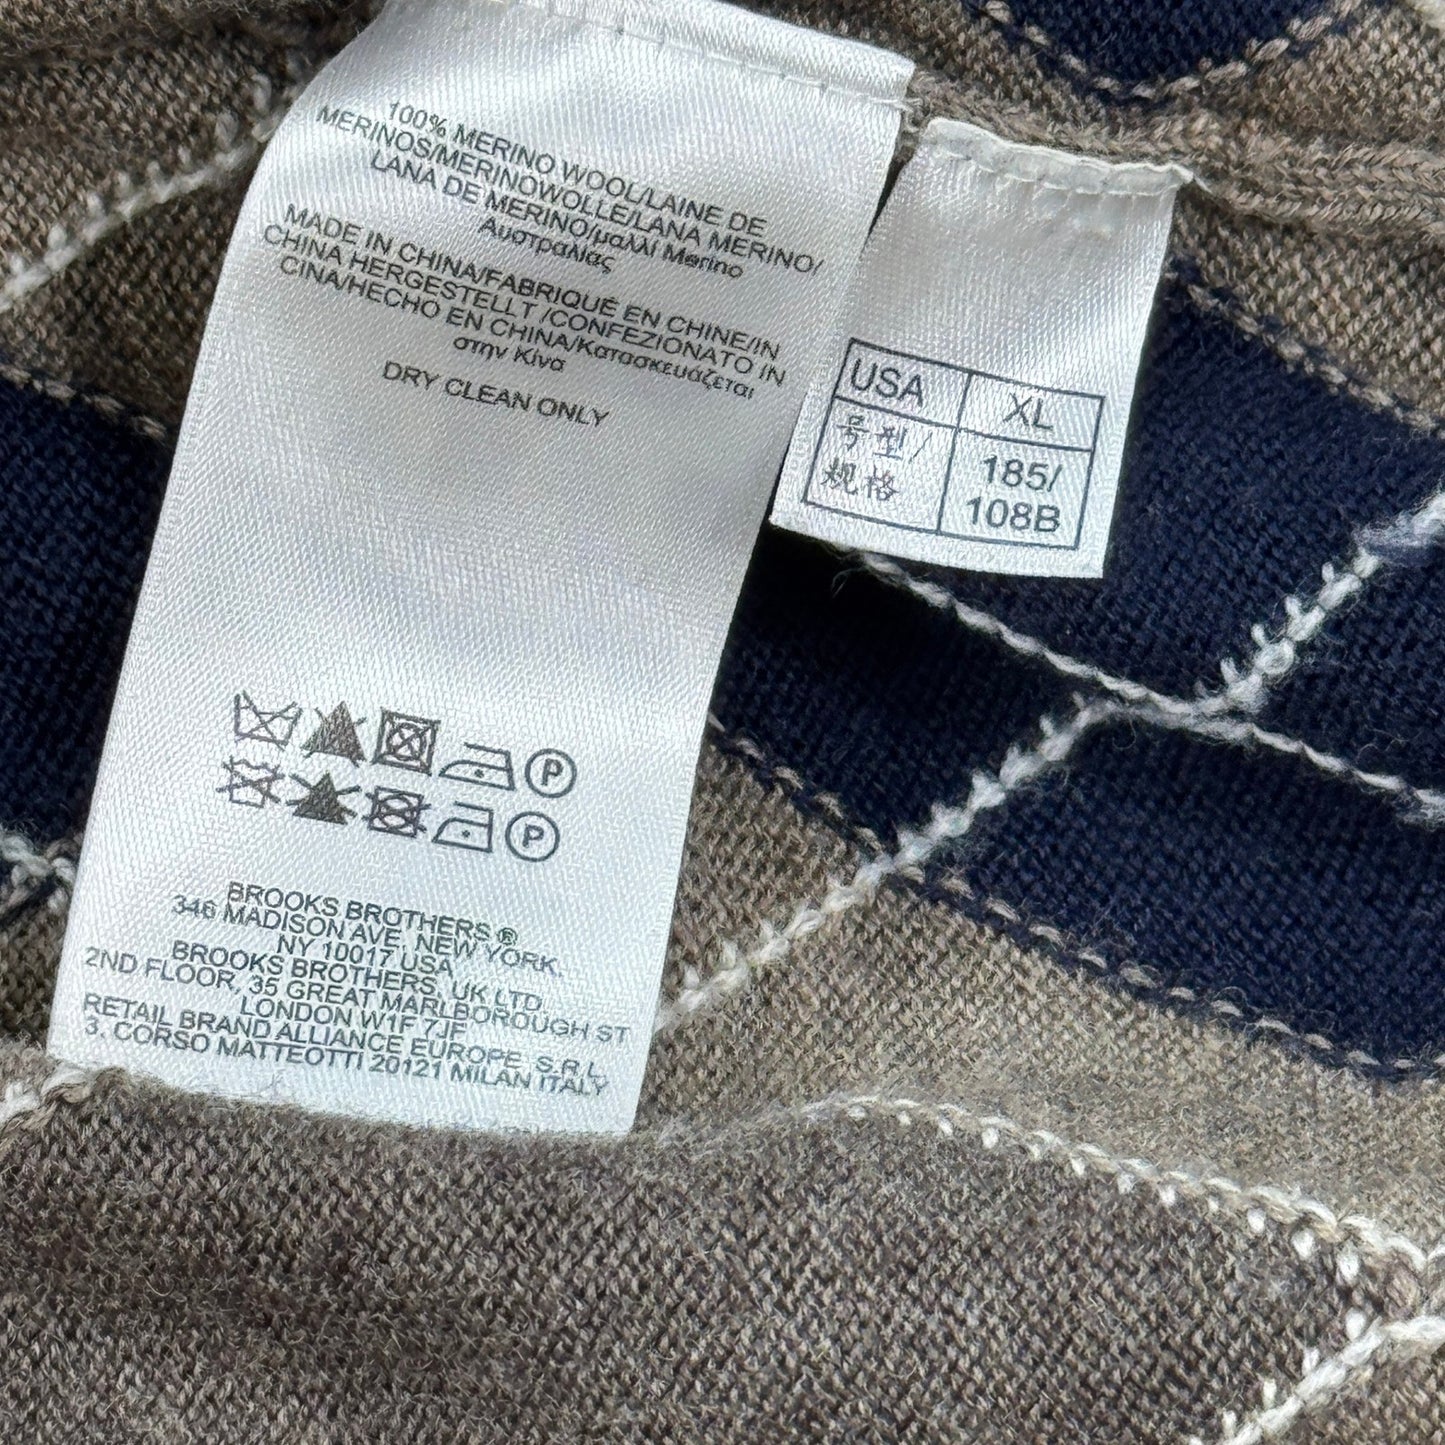 100% MERINO WOOL/LAINE DE
MERINOS/MERINOWOLLE/LANA MERINO/
LANA DE MERINO/μαλλί Merino
Αυστραλίας
MADE IN CHINA/FABRIQUÉ EN CHINE/IN
CHINA HERGESTELLT /CONFEZIONATO IN
CINA/HECHO EN CHINA/Κατασκευάζεται
στην Κίνα
DRY CLEAN ONLY
P
P
BROOKS BROTHERS ®
346 MADISON AVE, NEW YORK,
NY 10017 USA
BROOKS BROTHERS, UK LTD
2ND FLOOR, 35 GREAT MARLBOROUGH ST
LONDON W1F 7JF
RETAIL BRAND ALLIANCE EUROPE, S.R.L
3. CORSO MATTEOTTI 20121 MILAN ITALY
USA XL
号型/ 185/
规格 108B